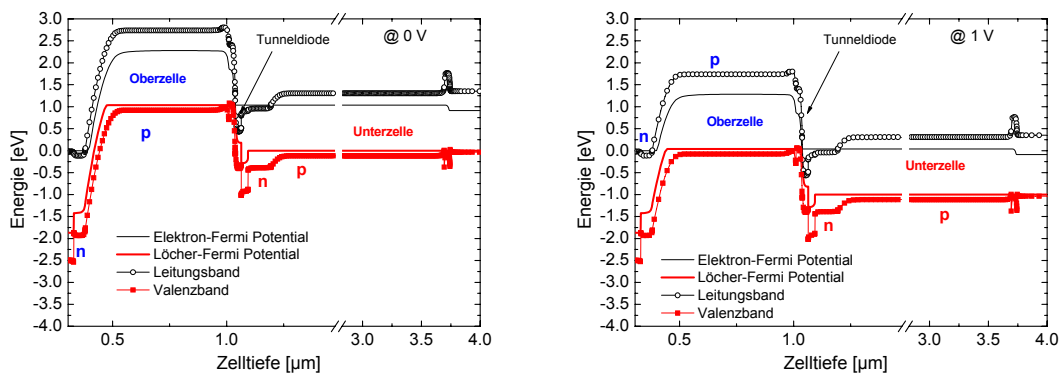 3.0
2.5
2.0
1.5
1.0
0.5
0.0
-0.5
-1.0
-1.5
-2.0
-2.5
-3.0
-3.5
-4.0
Energie [eV]
@ 0 V
Tunneldiode
Oberzelle
p
Unterzelle
n
p
n
Elektron-Fermi Potential
Löcher-Fermi Potential
Leitungsband
Valenzband
0.5
1.0
3.0
3.5
4.0
Zelltiefe [µm]
3.0
2.5
2.0
1.5
1.0
0.5
0.0
-0.5
-1.0
-1.5
-2.0
-2.5
-3.0
-3.5
-4.0
Energie [eV]
@ 1 V
Tunneldiode
p
n
Oberzelle
Unterzelle
n
p
Elektron-Fermi Potential
Löcher-Fermi Potential
Leitungsband
Valenzband
0.5
1.0
3.0
3.5
4.0
Zelltiefe [µm]